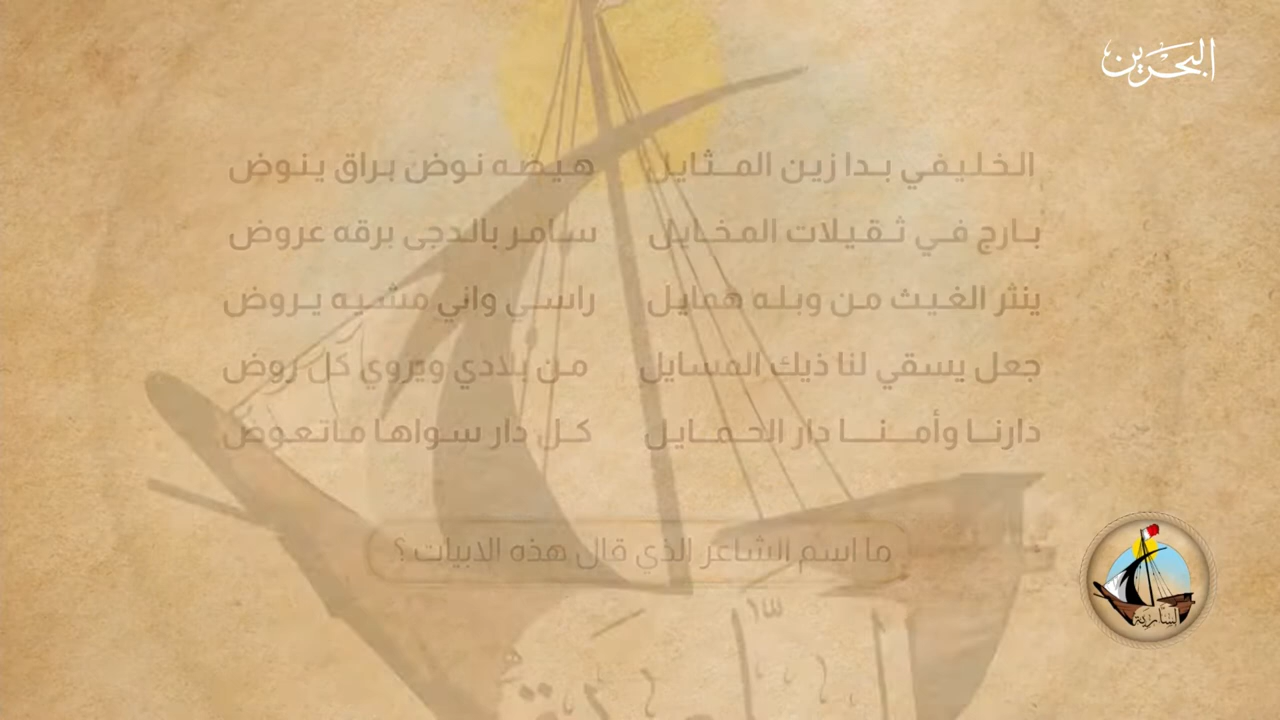 البحرين
الخليفي بدا زين المثايل هيضه نوض براق ينوض
بارج في ثقيلات المخايل سامر بالدجى برقه عروض
ينثر الغيث من وبله همايل راسي واني مشيه يروض
جعل يسقي لنا ذيك المسايل من بلادي ويروي كل روض
دارنا وأمنا دار الحمايل كل دار سواها ماتعوض
ما اسم الشاعر الذي قال هذه الابيات ؟
السارية